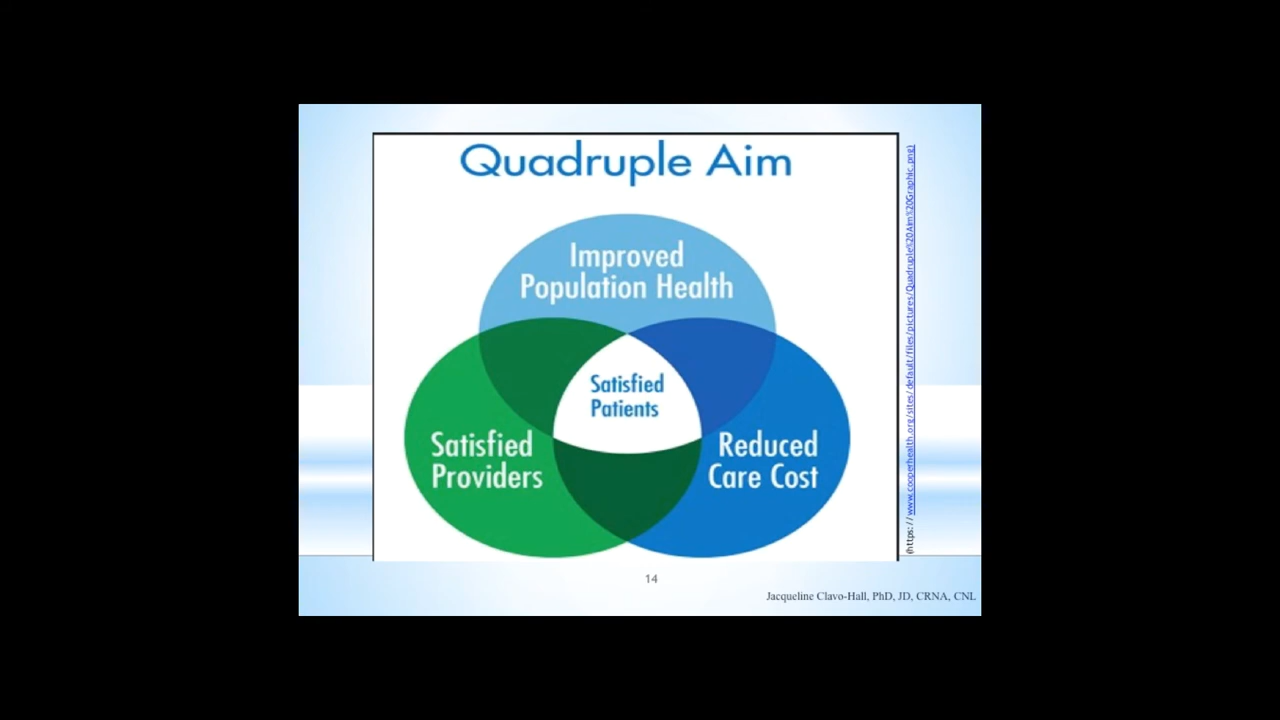 Quadruple Aim
Improved
Population Health
Satisfied
Patients
Satisfied
Providers
Reduced
Care Cost
(https://www.cooperhealth.org/sites/default/files/pictures/Quadruple%20Aim%20Graphic.png)
14
Jacqueline Clavo-Hall, PhD, JD, CRNA, CNL